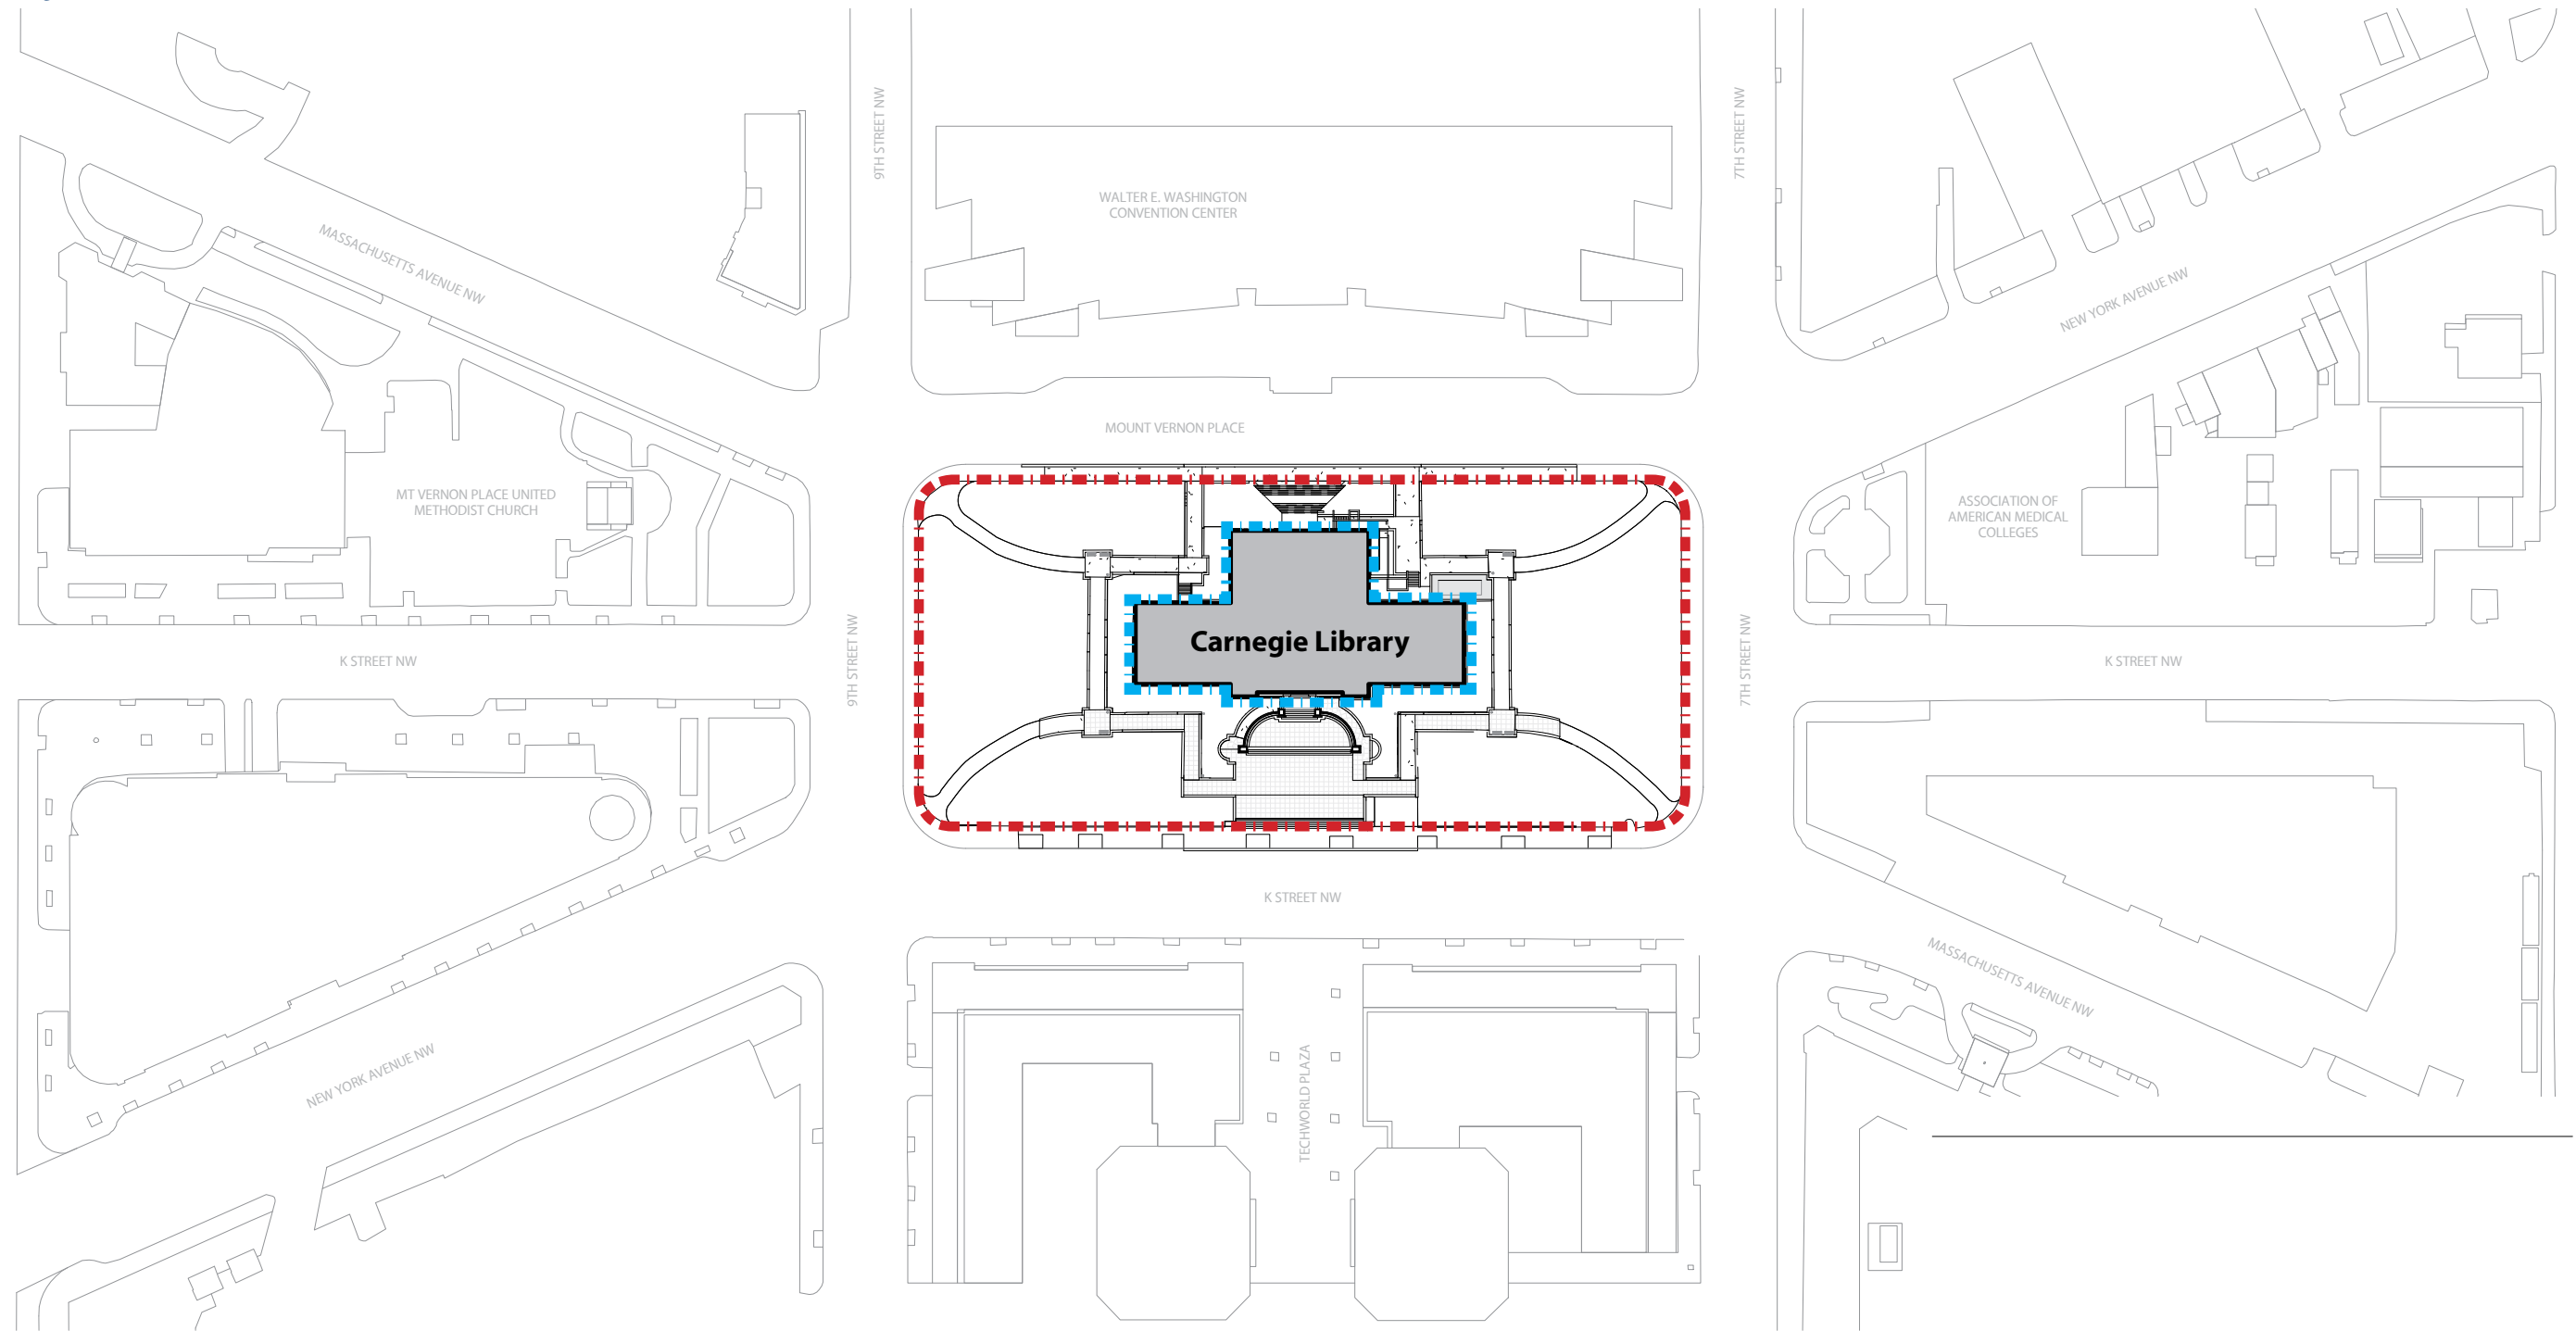 9TH STREET NW
7TH STREET NW
WALTER E. WASHINGTON
CONVENTION CENTER
MASSACHUSETTS AVENUE NW
NEW YORK AVENUE NW
MOUNT VERNON PLACE
MT VERNON PLACE UNITED
METHODIST CHURCH
ASSOCIATION OF
AMERICAN MEDICAL
COLLEGES
Carnegie Library
K STREET NW
9TH STREET NW
7TH STREET NW
K STREET NW
K STREET NW
MASSACHUSETTS AVENUE NW
NEW YORK AVENUE NW
TECHWORLD PLAZA